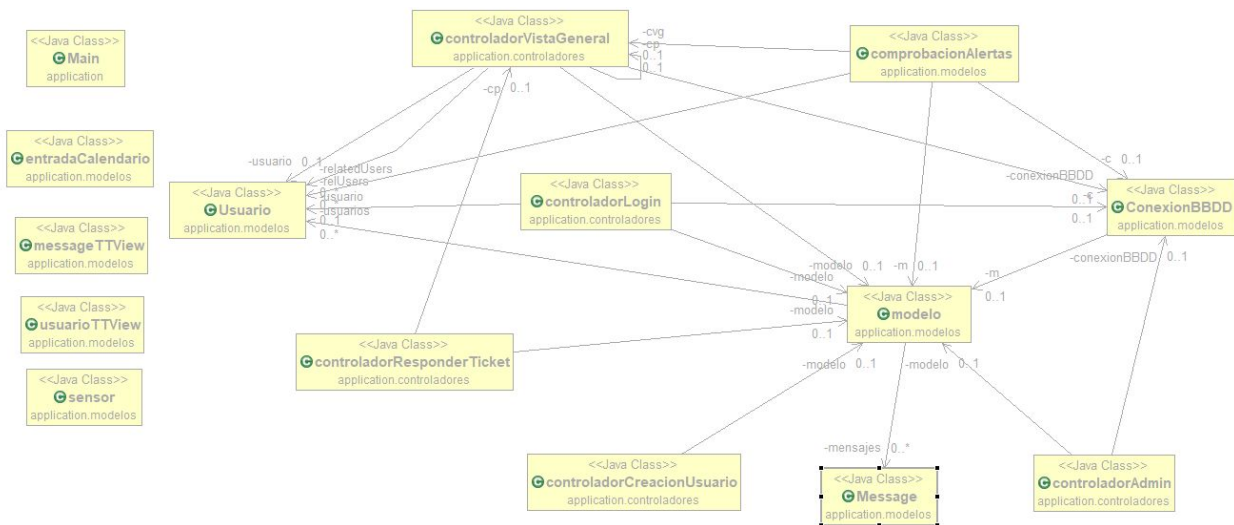 <<Java Class>>
Main
application
<<Java Class>>
controladorVistaGeneral
application.controladores
<<Java Class>>
comprobacionAlertas
application.modelos
-cvg
-cp
0..1
0..1
-cp 0..1
<<Java Class>>
entradaCalendario
application.modelos
-usuario 0..1
-relatedUsers
-relUsers
0..*
-usuario
0..*
-usuarios
0..1
0..*
<<Java Class>>
Usuario
application.modelos
<<Java Class>>
controladorLogin
application.controladores
-c 0..1
-conexionBBDD
-c
0..1
0..1
<<Java Class>>
ConexionBBDD
application.modelos
<<Java Class>>
messageTTView
application.modelos
-conexionBBDD 0..1
-modelo 0..1
-modelo
-m 0..1
-m
0..1
0..1
-modelo
0..1
<<Java Class>>
modelo
application.modelos
<<Java Class>>
usuarioTTView
application.modelos
<<Java Class>>
controladorResponderTicket
application.controladores
<<Java Class>>
sensor
application.modelos
-modelo 0..1
-modelo 0..1
-mensajes 0..*
<<Java Class>>
controladorCreacionUsuario
application.controladores
<<Java Class>>
Message
application.modelos
<<Java Class>>
controladorAdmin
application.controladores